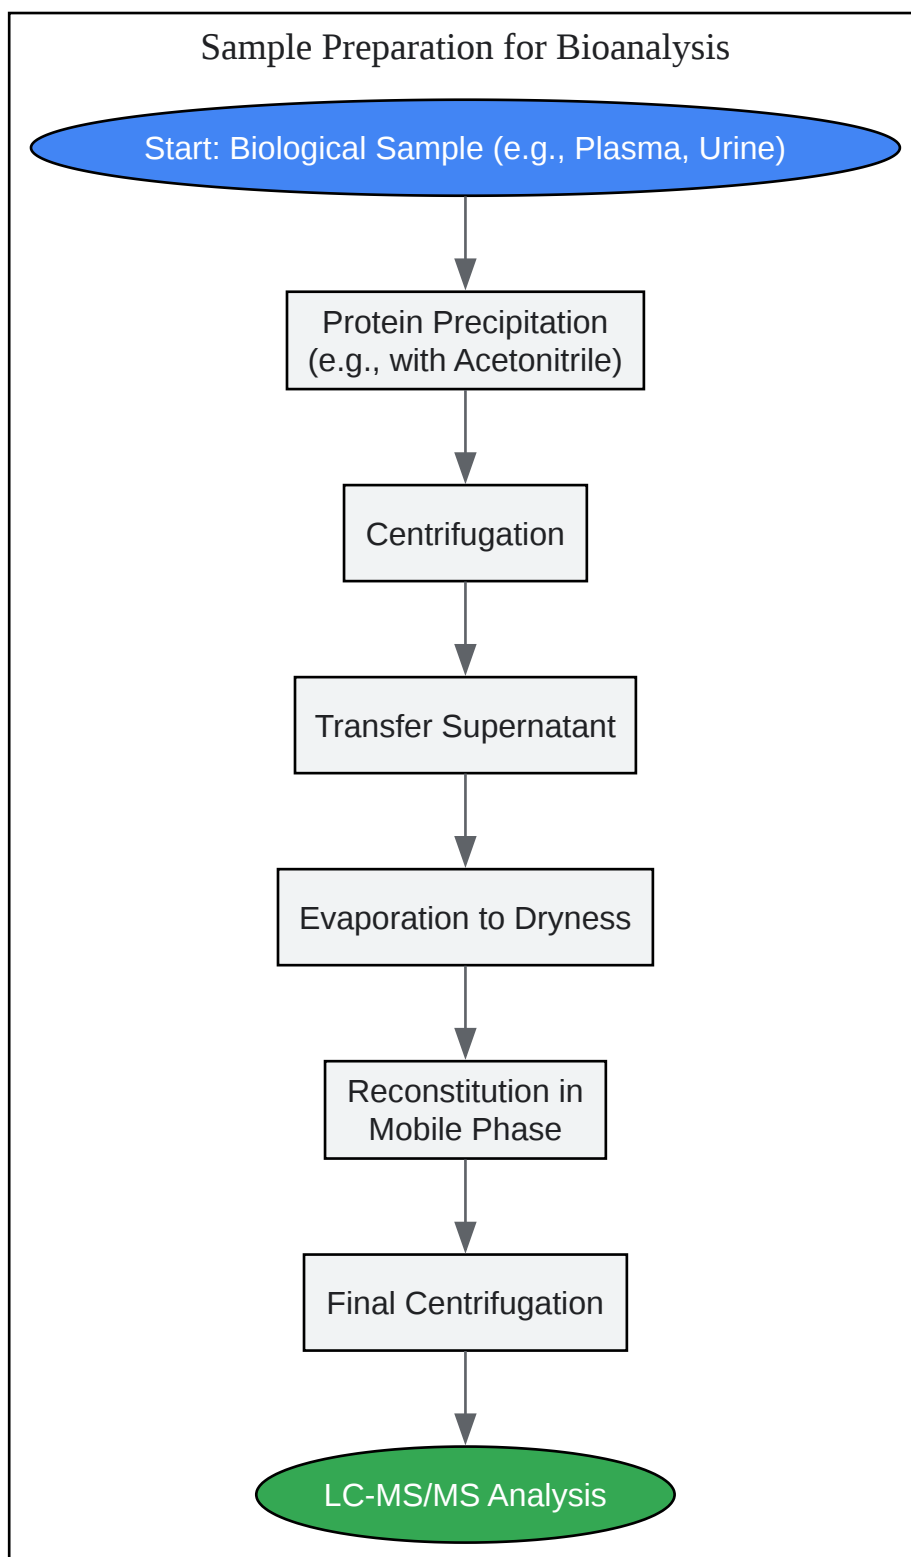 Sample Preparation for Bioanalysis
Start: Biological Sample (e.g., Plasma, Urine)
Protein Precipitation
(e.g., with Acetonitrile)
Centrifugation
Transfer Supernatant
Evaporation to Dryness
Reconstitution in
Mobile Phase
Final Centrifugation
LC-MS/MS Analysis